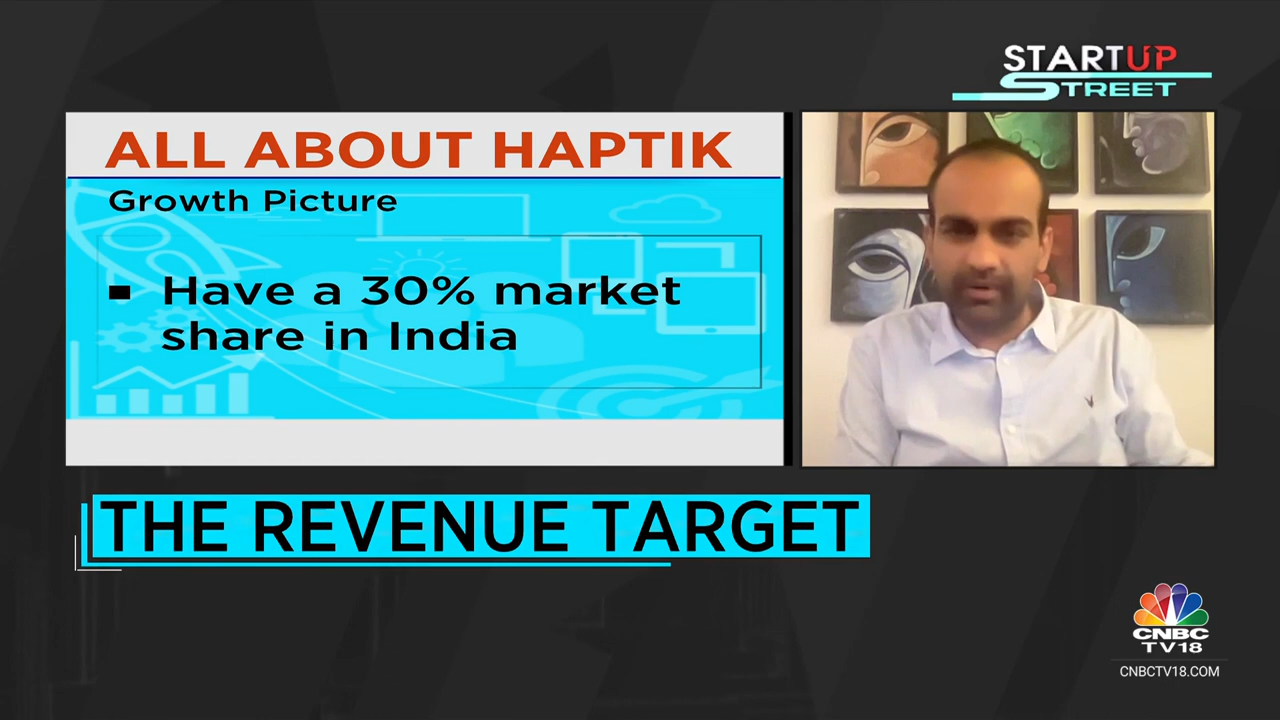 STARTUP
STREET
ALL ABOUT HAPTIK
Growth Picture
Have a 30% market
share in India
THE REVENUE TARGET
CNBC
TV18
CNBCTV18.COM